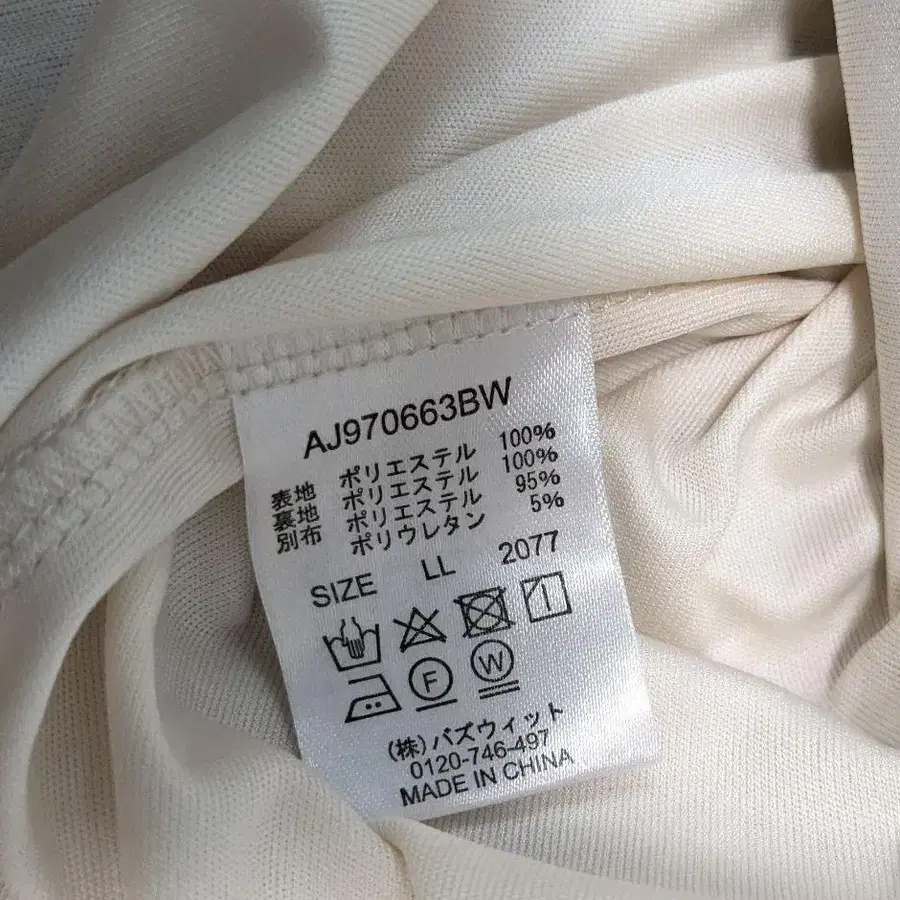 AJ970663BW
表地 ポリエステル 100%
裏地 ポリエステル 100%
別布 ポリエステル 95%
ポリウレタン 5%
SIZE LL 2077
F W
(株)バズウィット
0120-746-497
MADE IN CHINA